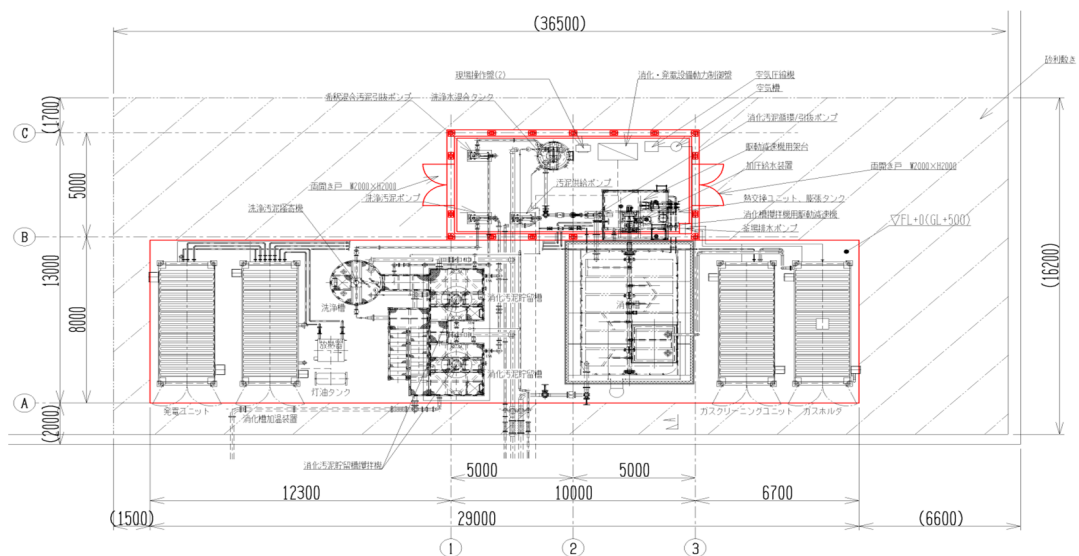 (36500)
砂利敷き
現場操作盤(2)
消化・発電設備動力制御盤
空気圧縮機
空気槽
希釈混合汚泥引抜ポンプ
洗浄水混合タンク
消化汚泥循環/引抜ポンプ
(1700)
C
駆動減速機用架台
加圧給水装置
両開き戸 W2000×H2000
5000
両開き戸 W2000×H2000
熱交換ユニット、膨張タンク
洗浄汚泥ポンプ
汚泥供給ポンプ
洗浄汚泥掻寄機
消化槽撹拌機用駆動減速機
▽FL+0(GL+500)
床場排水ポンプ
B
13000
8000
(16200)
洗浄槽
消化汚泥貯留槽
消化槽
放熱器
消化汚泥貯留槽
灯油タンク
A
発電ユニット
消化槽加温装置
ガスクリーニングユニット
ガスホルダ
(2000)
消化汚泥貯留槽撹拌機
5000
5000
12300
10000
6700
(1500)
29000
(6600)
1
2
3